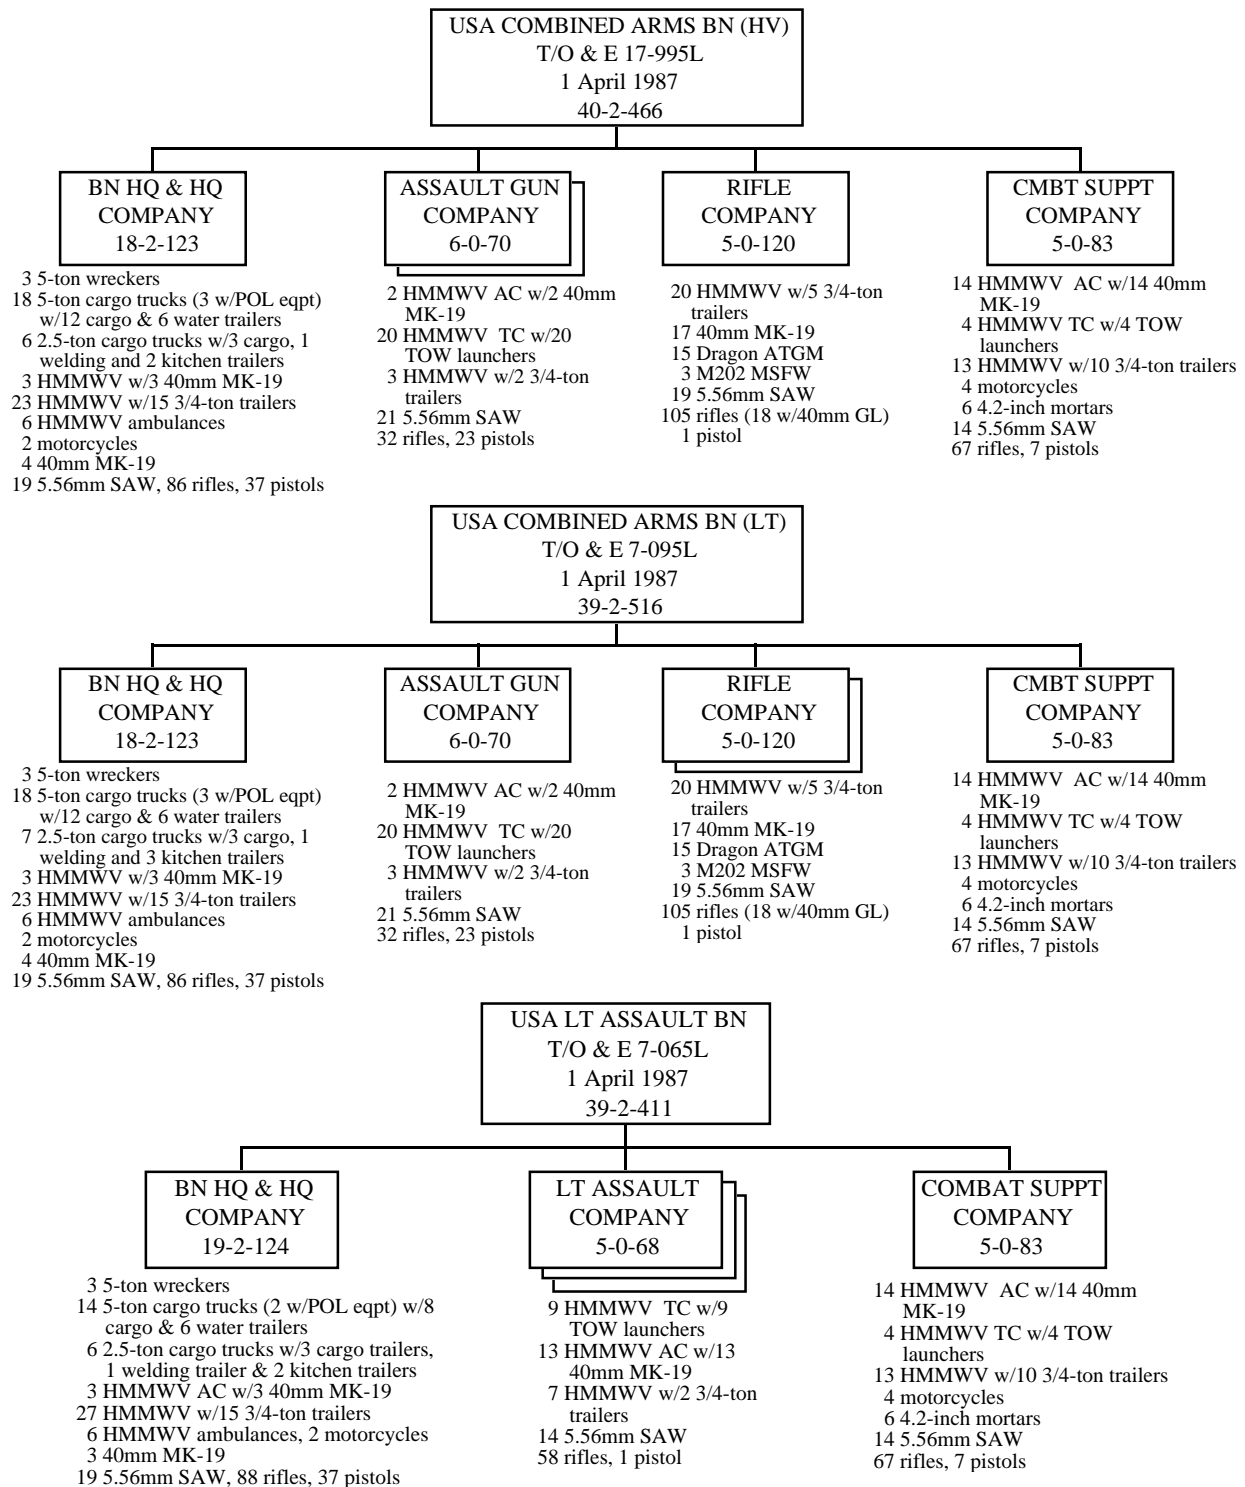 USA COMBINED ARMS BN (HV)
T/O & E 17-995L
1 April 1987
40-2-466
BN HQ & HQ
COMPANY
18-2-123
3 5-ton wreckers
18 5-ton cargo trucks (3 w/POL eqpt)
w/12 cargo & 6 water trailers
6 2.5-ton cargo trucks w/3 cargo, 1
welding and 2 kitchen trailers
3 HMMWV w/3 40mm MK-19
23 HMMWV w/15 3/4-ton trailers
6 HMMWV ambulances
2 motorcycles
4 40mm MK-19
19 5.56mm SAW, 86 rifles, 37 pistols
ASSAULT GUN
COMPANY
6-0-70
2 HMMWV AC w/2 40mm
MK-19
20 HMMWV TC w/20
TOW launchers
3 HMMWV w/2 3/4-ton
trailers
21 5.56mm SAW
32 rifles, 23 pistols
RIFLE
COMPANY
5-0-120
20 HMMWV w/5 3/4-ton
trailers
17 40mm MK-19
15 Dragon ATGM
3 M202 MSFW
19 5.56mm SAW
105 rifles (18 w/40mm GL)
1 pistol
CMBT SUPPT
COMPANY
5-0-83
14 HMMWV AC w/14 40mm
MK-19
4 HMMWV TC w/4 TOW
launchers
13 HMMWV w/10 3/4-ton trailers
4 motorcycles
6 4.2-inch mortars
14 5.56mm SAW
67 rifles, 7 pistols
USA COMBINED ARMS BN (LT)
T/O & E 7-095L
1 April 1987
39-2-516
BN HQ & HQ
COMPANY
18-2-123
3 5-ton wreckers
18 5-ton cargo trucks (3 w/POL eqpt)
w/12 cargo & 6 water trailers
7 2.5-ton cargo trucks w/3 cargo, 1
welding and 3 kitchen trailers
3 HMMWV w/3 40mm MK-19
23 HMMWV w/15 3/4-ton trailers
6 HMMWV ambulances
2 motorcycles
4 40mm MK-19
19 5.56mm SAW, 86 rifles, 37 pistols
ASSAULT GUN
COMPANY
6-0-70
2 HMMWV AC w/2 40mm
MK-19
20 HMMWV TC w/20
TOW launchers
3 HMMWV w/2 3/4-ton
trailers
21 5.56mm SAW
32 rifles, 23 pistols
RIFLE
COMPANY
5-0-120
20 HMMWV w/5 3/4-ton
trailers
17 40mm MK-19
15 Dragon ATGM
3 M202 MSFW
19 5.56mm SAW
105 rifles (18 w/40mm GL)
1 pistol
CMBT SUPPT
COMPANY
5-0-83
14 HMMWV AC w/14 40mm
MK-19
4 HMMWV TC w/4 TOW
launchers
13 HMMWV w/10 3/4-ton trailers
4 motorcycles
6 4.2-inch mortars
14 5.56mm SAW
67 rifles, 7 pistols
USA LT ASSAULT BN
T/O & E 7-065L
1 April 1987
39-2-411
BN HQ & HQ
COMPANY
19-2-124
3 5-ton wreckers
14 5-ton cargo trucks (2 w/POL eqpt) w/8
cargo & 6 water trailers
6 2.5-ton cargo trucks w/3 cargo trailers,
1 welding trailer & 2 kitchen trailers
3 HMMWV AC w/3 40mm MK-19
27 HMMWV w/15 3/4-ton trailers
6 HMMWV ambulances, 2 motorcycles
3 40mm MK-19
19 5.56mm SAW, 88 rifles, 37 pistols
LT ASSAULT
COMPANY
5-0-68
9 HMMWV TC w/9
TOW launchers
13 HMMWV AC w/13
40mm MK-19
7 HMMWV w/2 3/4-ton
trailers
14 5.56mm SAW
58 rifles, 1 pistol
COMBAT SUPPT
COMPANY
5-0-83
14 HMMWV AC w/14 40mm
MK-19
4 HMMWV TC w/4 TOW
launchers
13 HMMWV w/10 3/4-ton trailers
4 motorcycles
6 4.2-inch mortars
14 5.56mm SAW
67 rifles, 7 pistols